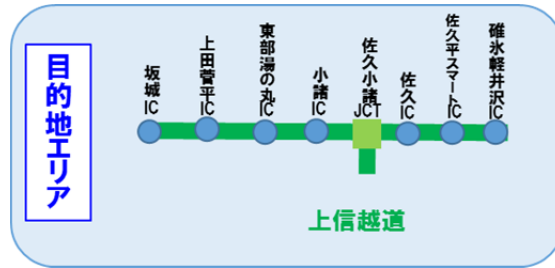 目的地エリア
坂城IC
上田菅平IC
東部湯の丸IC
小諸IC
佐久小諸JCT
佐久IC
佐久平スマートIC
碓氷軽井沢IC
上信越道